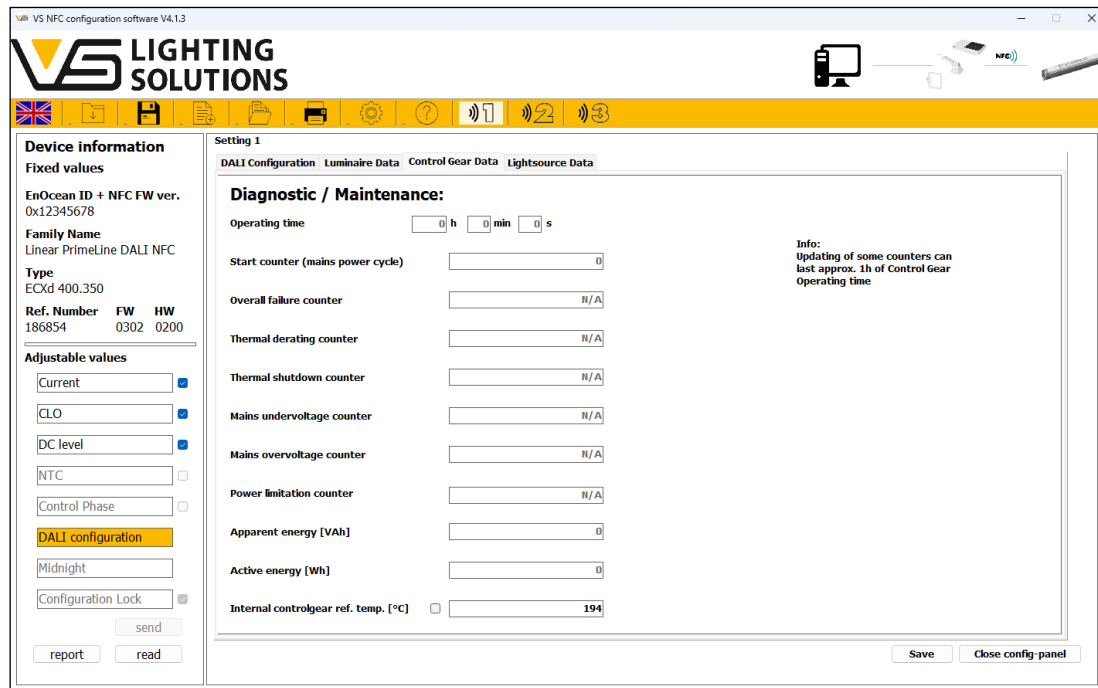 VS NFC configuration software V4.1.3
VS LIGHTING
SOLUTIONS
NFC
1 2 3
Device information
Fixed values
EnOcean ID + NFC FW ver.
0x12345678
Family Name
Linear PrimeLine DALI NFC
Type
ECXd 400.350
Ref. Number FW HW
186854 0302 0200
Adjustable values
Current
CLO
DC level
NTC
Control Phase
DALI configuration
Midnight
Configuration Lock
send
report read
Setting 1
DALI Configuration Luminaire Data Control Gear Data Lightsource Data
Diagnostic / Maintenance:
Operating time 0 h 0 min 0 s
Start counter (mains power cycle) 0
Overall failure counter N/A
Thermal derating counter N/A
Thermal shutdown counter N/A
Mains undervoltage counter N/A
Mains overvoltage counter N/A
Power limitation counter N/A
Apparent energy [VAh] 0
Active energy [Wh] 0
Internal controlgear ref. temp. [°C] 194
Info:
Updating of some counters can
last approx. 1h of Control Gear
Operating time
Save Close config-panel